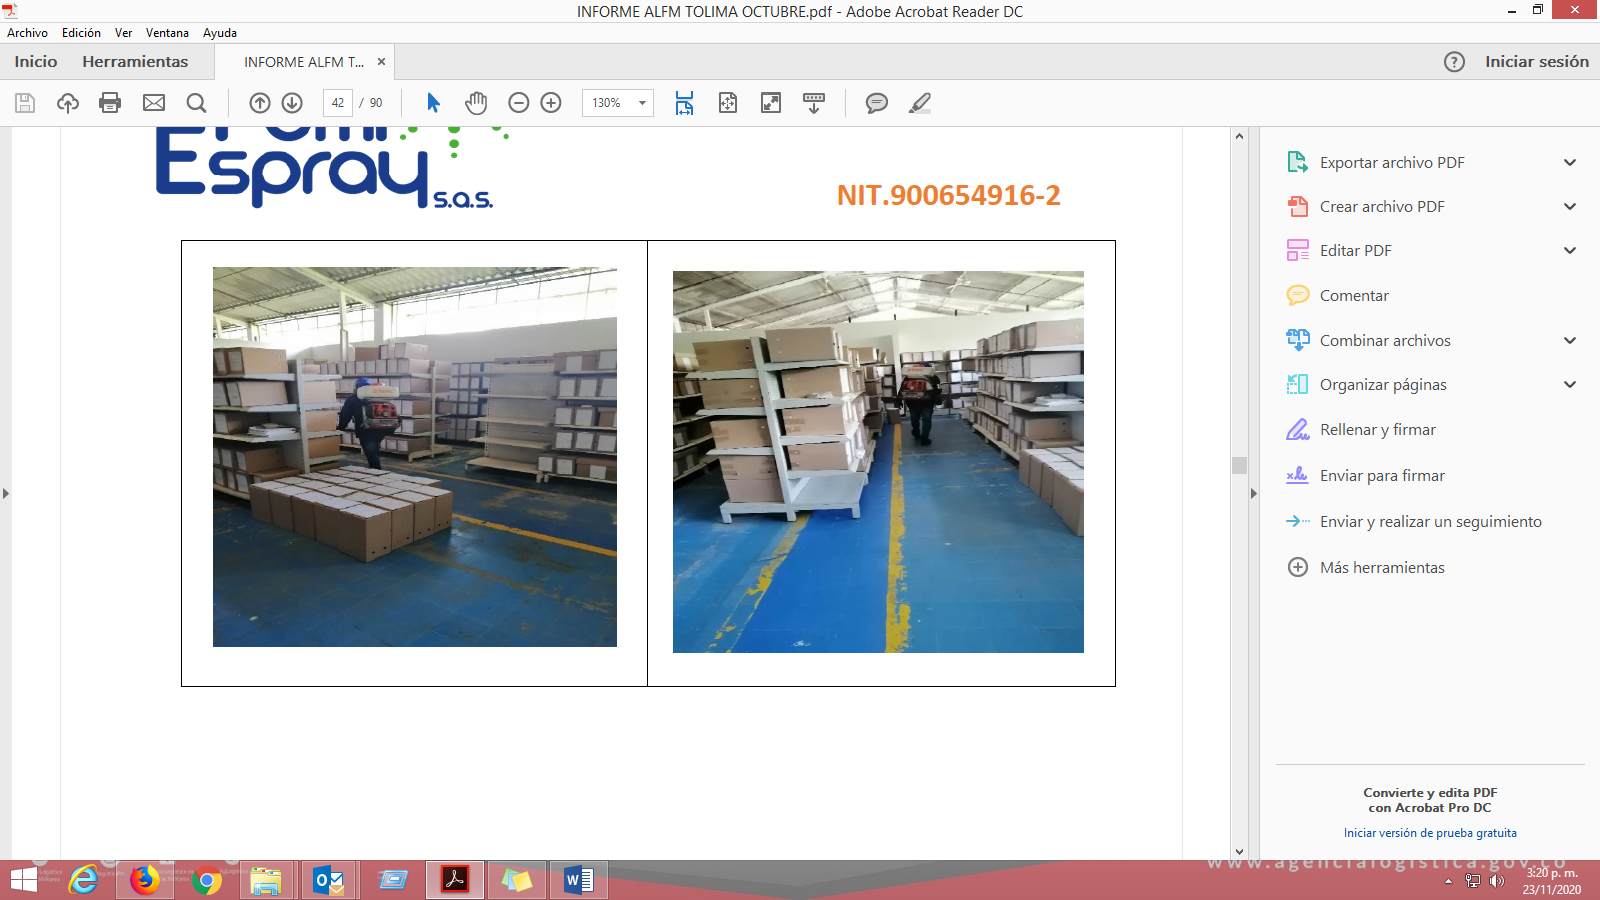 INFORME ALFM TOLIMA OCTUBRE.pdf - Adobe Acrobat Reader DC
Archivo Edición Ver Ventana Ayuda
Inicio Herramientas INFORME ALFM T... × Iniciar sesión
42 / 90 130%
Espray s.a.s.
NIT.900654916-2
Exportar archivo PDF
Crear archivo PDF
Editar PDF
Comentar
Combinar archivos
Organizar páginas
Rellenar y firmar
Enviar para firmar
Enviar y realizar un seguimiento
Más herramientas
Convierte y edita PDF
con Acrobat Pro DC
Iniciar versión de prueba gratuita
www.agencialogistica.gov.co
3:20 p. m.
23/11/2020